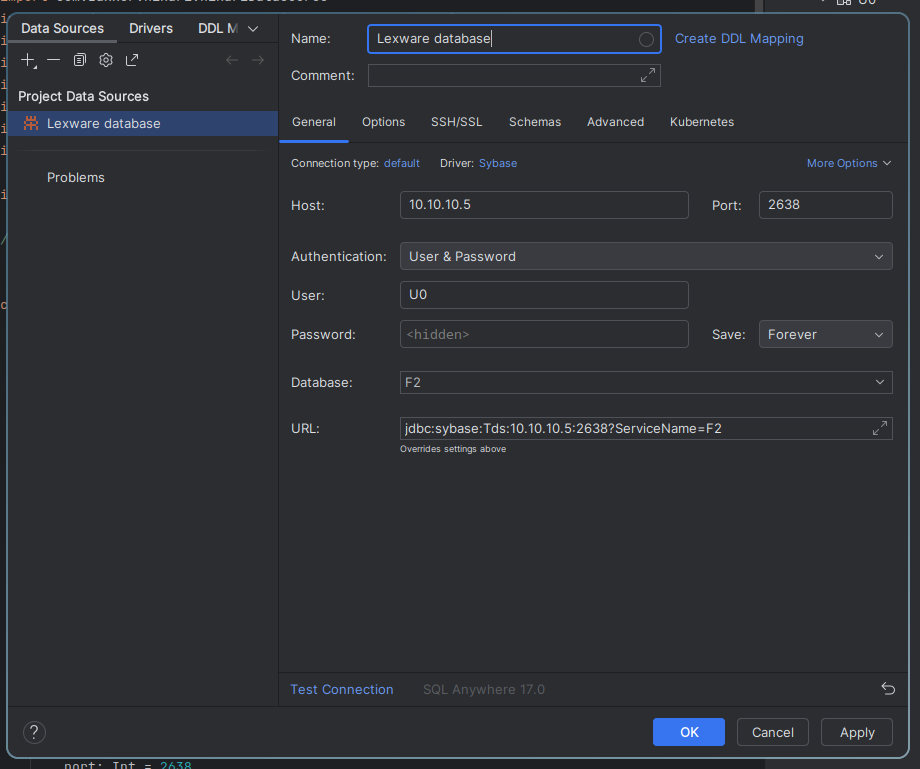 Data Sources Drivers DDL M
Name: Lexware database Create DDL Mapping
Comment:
Project Data Sources
Lexware database
General Options SSH/SSL Schemas Advanced Kubernetes
Connection type: default Driver: Sybase More Options
Problems
Host: 10.10.10.5 Port: 2638
Authentication: User & Password
User: U0
Password: <hidden> Save: Forever
Database: F2
URL: jdbc:sybase:Tds:10.10.10.5:2638?ServiceName=F2
Overrides settings above
Test Connection SQL Anywhere 17.0
? OK Cancel Apply
port: Int = 2638